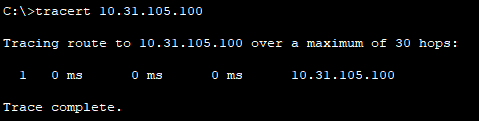 C:\>tracert 10.31.105.100
Tracing route to 10.31.105.100 over a maximum of 30 hops:
1 0 ms 0 ms 0 ms 10.31.105.100
Trace complete.